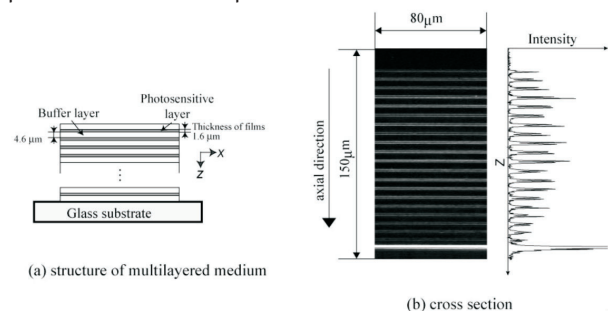 80μm
Intensity
150μm
axial direction
Z
Photosensitive
layer
Buffer layer
Thickness of films
1.6 μm
4.6 μm
x
z
Glass substrate
(a) structure of multilayered medium
(b) cross section